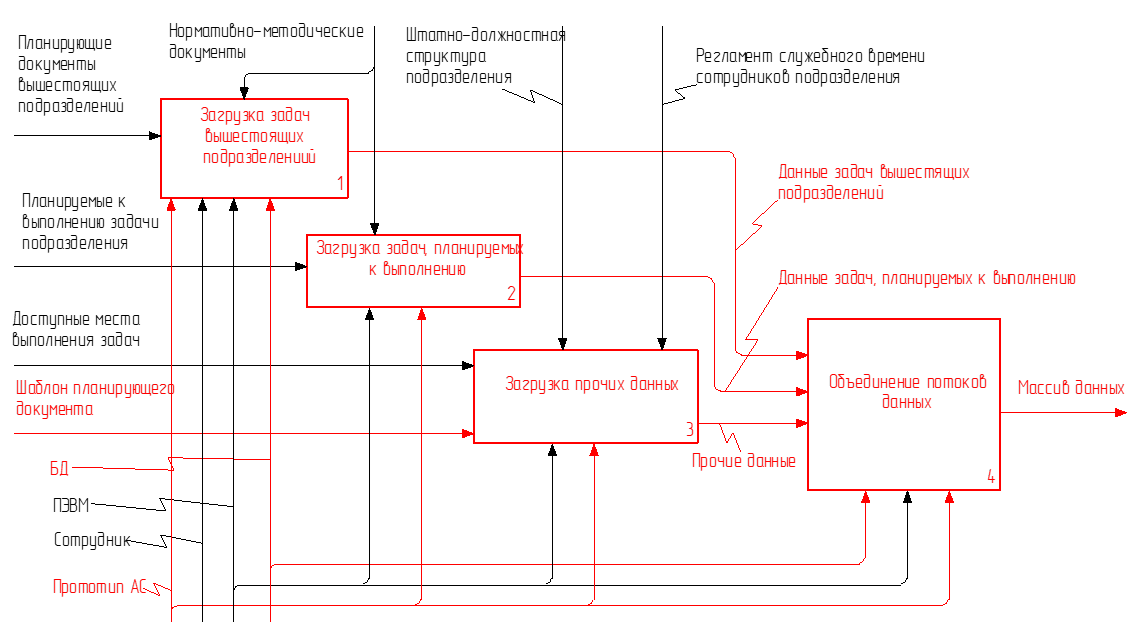 Планирующие
документы
вышестоящих
подразделений
Нормативно-методические
документы
Штатно-должностная
структура
подразделения
Регламент служебного времени
сотрудников подразделения
Загрузка задач
вышестоящих
подразделениий
1
Данные задач вышестящих
подразделений
Планируемые к
выполнению задачи
подразделения
Загрузка задач, планируемых
к выполнению
2
Данные задач, планируемых к выполнению
Доступные места
выполнения задач
Шаблон планирующего
документа
Загрузка прочих данных
3
Объединение потоков
данных
4
Массив данных
Прочие данные
БД
ПЭВМ
Сотрудник
Прототип АС